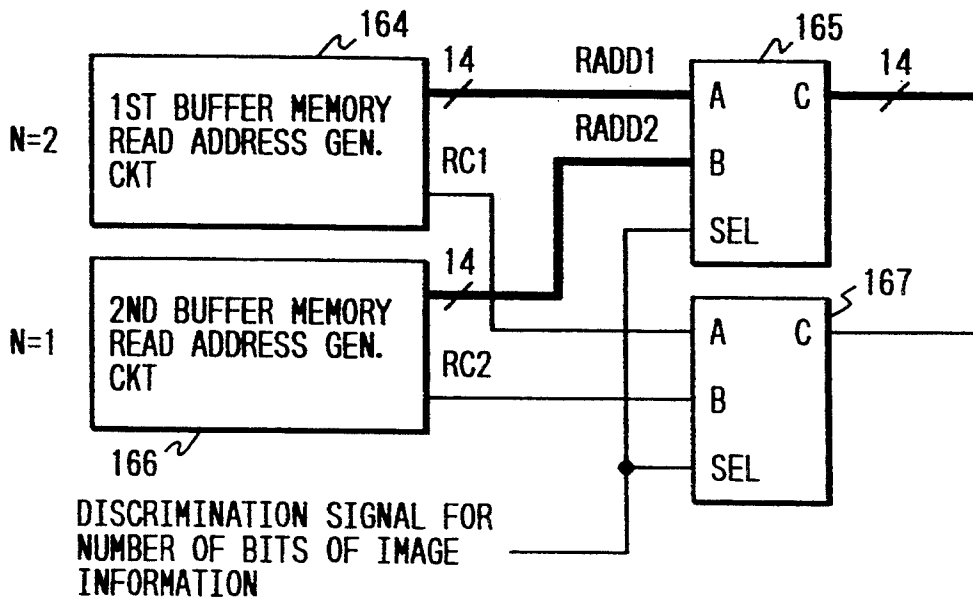 164
165
14
RADD1
14
1ST BUFFER MEMORY
READ ADDRESS GEN.
CKT
N=2
A
C
RADD2
RC1
B
SEL
14
167
2ND BUFFER MEMORY
READ ADDRESS GEN.
CKT
N=1
A
C
RC2
B
166
SEL
DISCRIMINATION SIGNAL FOR
NUMBER OF BITS OF IMAGE
INFORMATION